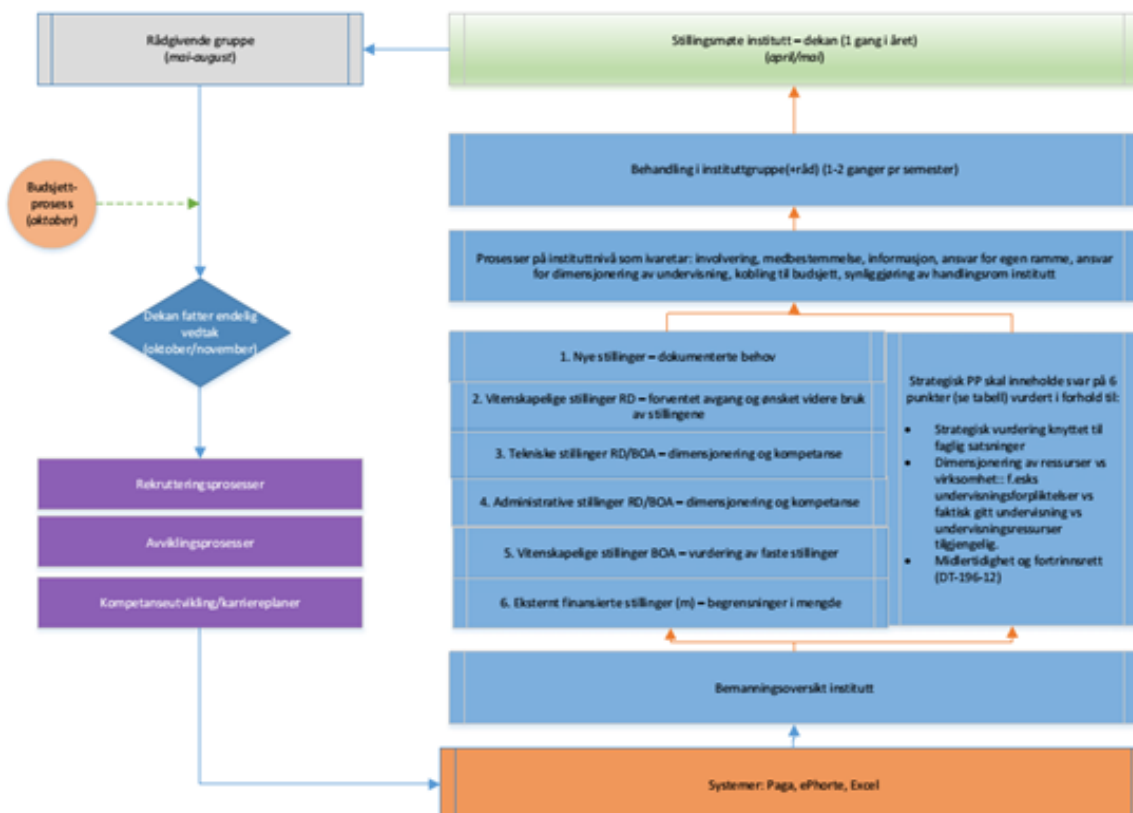 Rådgivende gruppe
(mai-august)
Stillingsmøte institutt – dekan (1 gang i året)
(april/mai)
Behandling i instituttgruppe(+råd) (1-2 ganger pr semester)
Budsjett-
prosess
(oktober)
Prosesser på instituttnivå som ivaretar: involvering, medbestemmelse, informasjon, ansvar for egen ramme, ansvar
for dimensjonering av undervisning, kobling til budsjett, synliggjøring av handlingsrom institutt
Dekan fatter endelig
vedtak
(oktober/november)
1. Nye stillinger – dokumenterte behov
2. Vitenskapelige stillinger RD – forventet avgang og ønsket videre bruk
av stillingene
3. Tekniske stillinger RD/BOA – dimensjonering og kompetanse
4. Administrative stillinger RD/BOA – dimensjonering og kompetanse
5. Vitenskapelige stillinger BOA – vurdering av faste stillinger
6. Eksternt finansierte stillinger (m) – begrensninger i mengde
Strategisk PP skal inneholde svar på 6
punkter (se tabell) vurdert i forhold til:
• Strategisk vurdering knyttet til
faglig satsninger
• Dimensjonering av ressurser vs
virksomhet:: f.esks
undervisningsforpliktelser vs
faktisk gitt undervisning vs
undervisningsressurser
tilgjengelig.
• Midlertidighet og fortrinnsrett
(DT-196-12)
Rekrutteringsprosesser
Avviklingsprosesser
Kompetanseutvikling/karriereplaner
Bemanningsoversikt institutt
Systemer: Paga, ePhorte, Excel